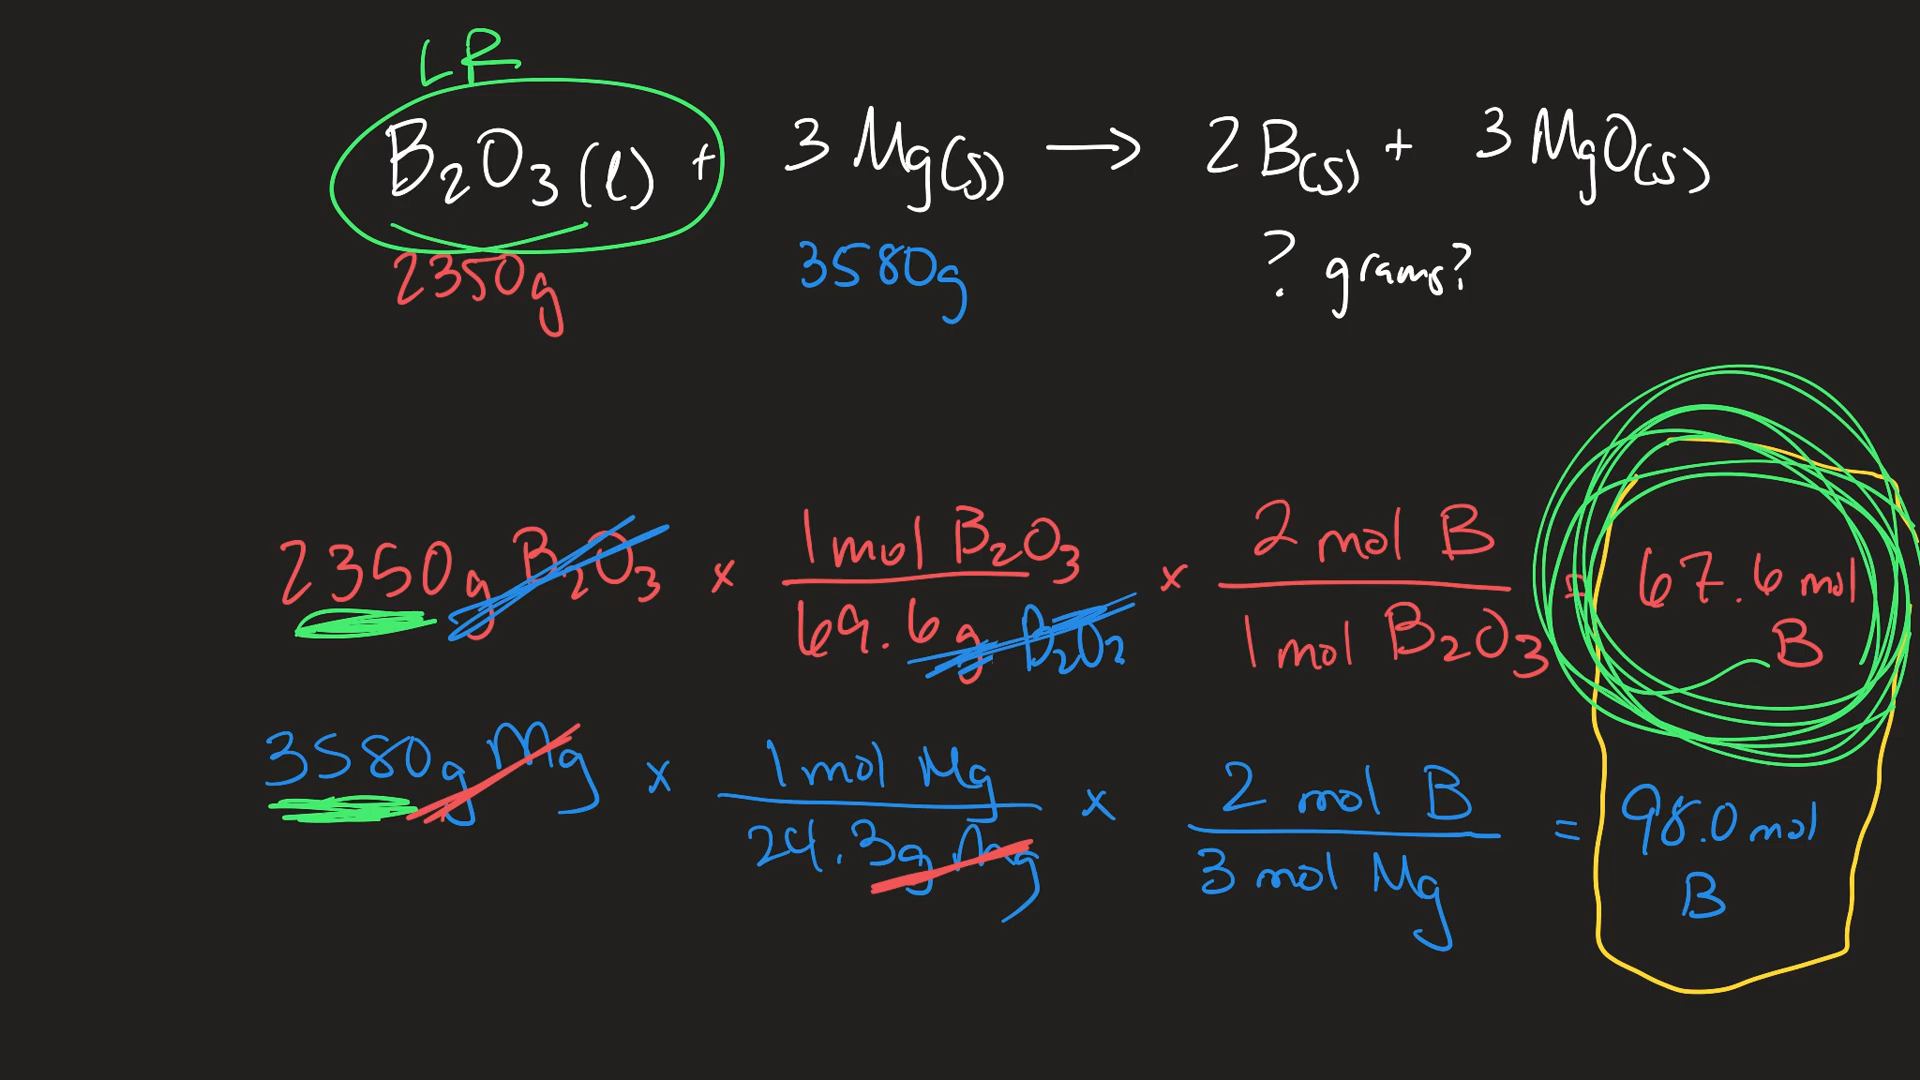 LR
B₂O₃(l) + 3 Mg(s) → 2B(s) + 3 MgO(s)
2350g 3580g ? grams?
2350g B₂O₃ × 1 mol B₂O₃ / 69.6g B₂O₂ × 2 mol B / 1 mol B₂O₃ = 67.6 mol B
3580g Mg × 1 mol Mg / 24.3g Mg × 2 mol B / 3 mol Mg = 98.0 mol B